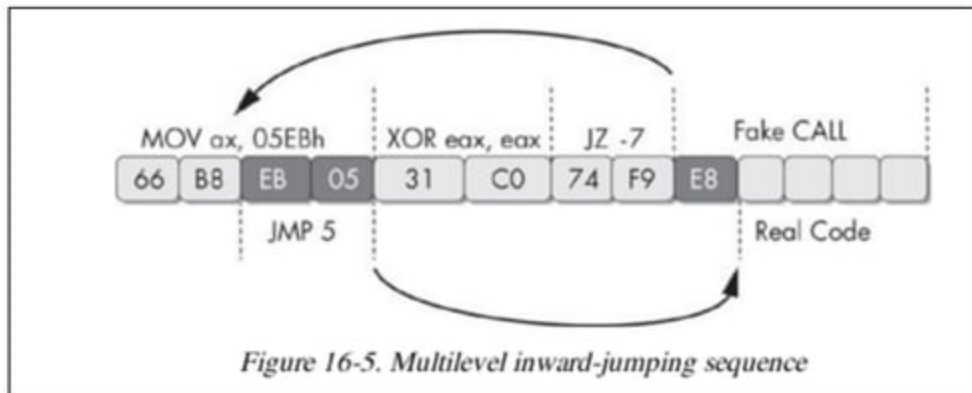 MOV ax, 05EBh XOR eax, eax JZ -7 Fake CALL
66 B8 EB 05 31 C0 74 F9 E8
JMP 5 Real Code
Figure 16-5. Multilevel inward-jumping sequence